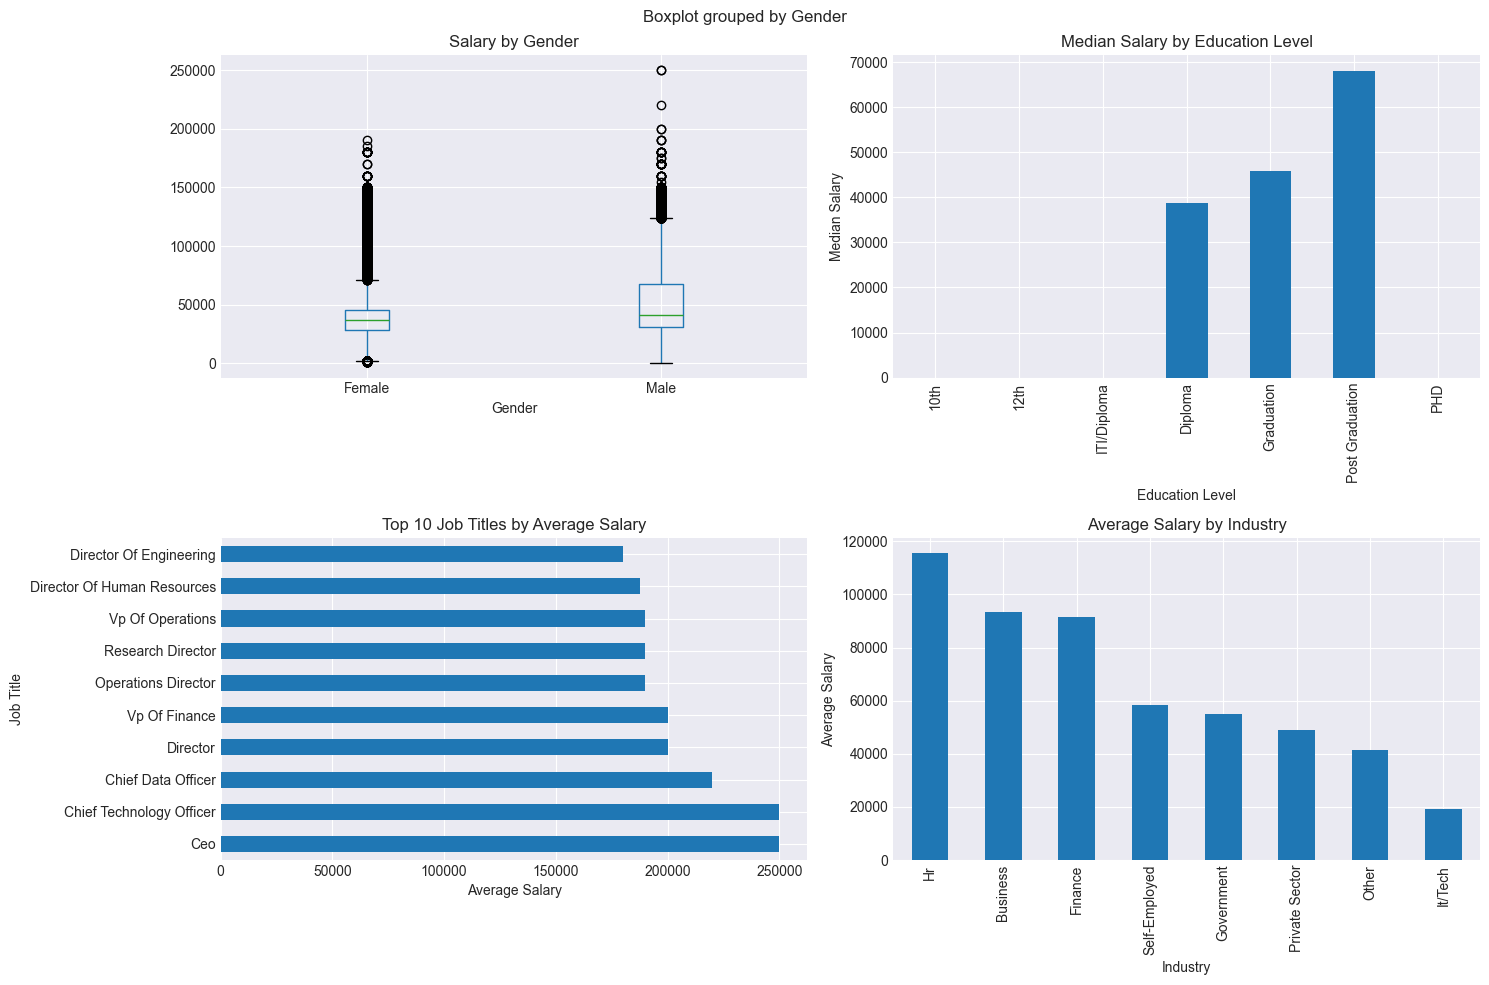 Boxplot grouped by Gender
Salary by Gender
250000
200000
150000
100000
50000
0
Female
Male
Gender
Median Salary by Education Level
Median Salary
70000
60000
50000
40000
30000
20000
10000
0
10th
12th
ITI/Diploma
Diploma
Graduation
Post Graduation
PHD
Education Level
Top 10 Job Titles by Average Salary
Job Title
Director Of Engineering
Director Of Human Resources
Vp Of Operations
Research Director
Operations Director
Vp Of Finance
Director
Chief Data Officer
Chief Technology Officer
Ceo
0
50000
100000
150000
200000
250000
Average Salary
Average Salary by Industry
Average Salary
120000
100000
80000
60000
40000
20000
0
Hr
Business
Finance
Self-Employed
Government
Private Sector
Other
It/Tech
Industry